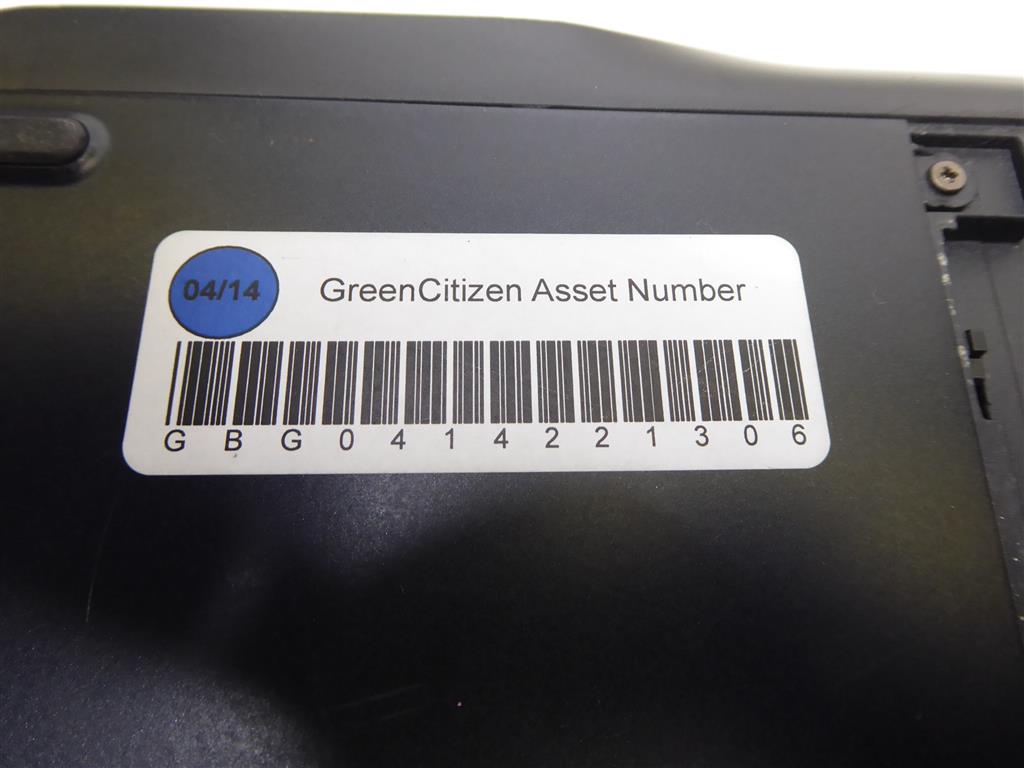 04/14
GreenCitizen Asset Number
G B G 0 4 1 4 2 2 1 3 0 6